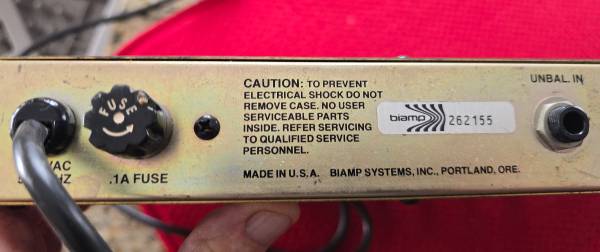 FUSE
VAC
HZ
.1A FUSE
CAUTION: TO PREVENT
ELECTRICAL SHOCK DO NOT
REMOVE CASE. NO USER
SERVICEABLE PARTS
INSIDE. REFER SERVICING
TO QUALIFIED SERVICE
PERSONNEL.
MADE IN U.S.A. BIAMP SYSTEMS, INC., PORTLAND, ORE.
biamp 262155
UNBAL. IN